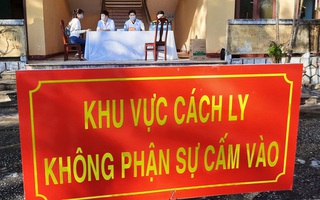 KHU VỰC CÁCH LY
KHÔNG PHẬN SỰ CẤM VÀO